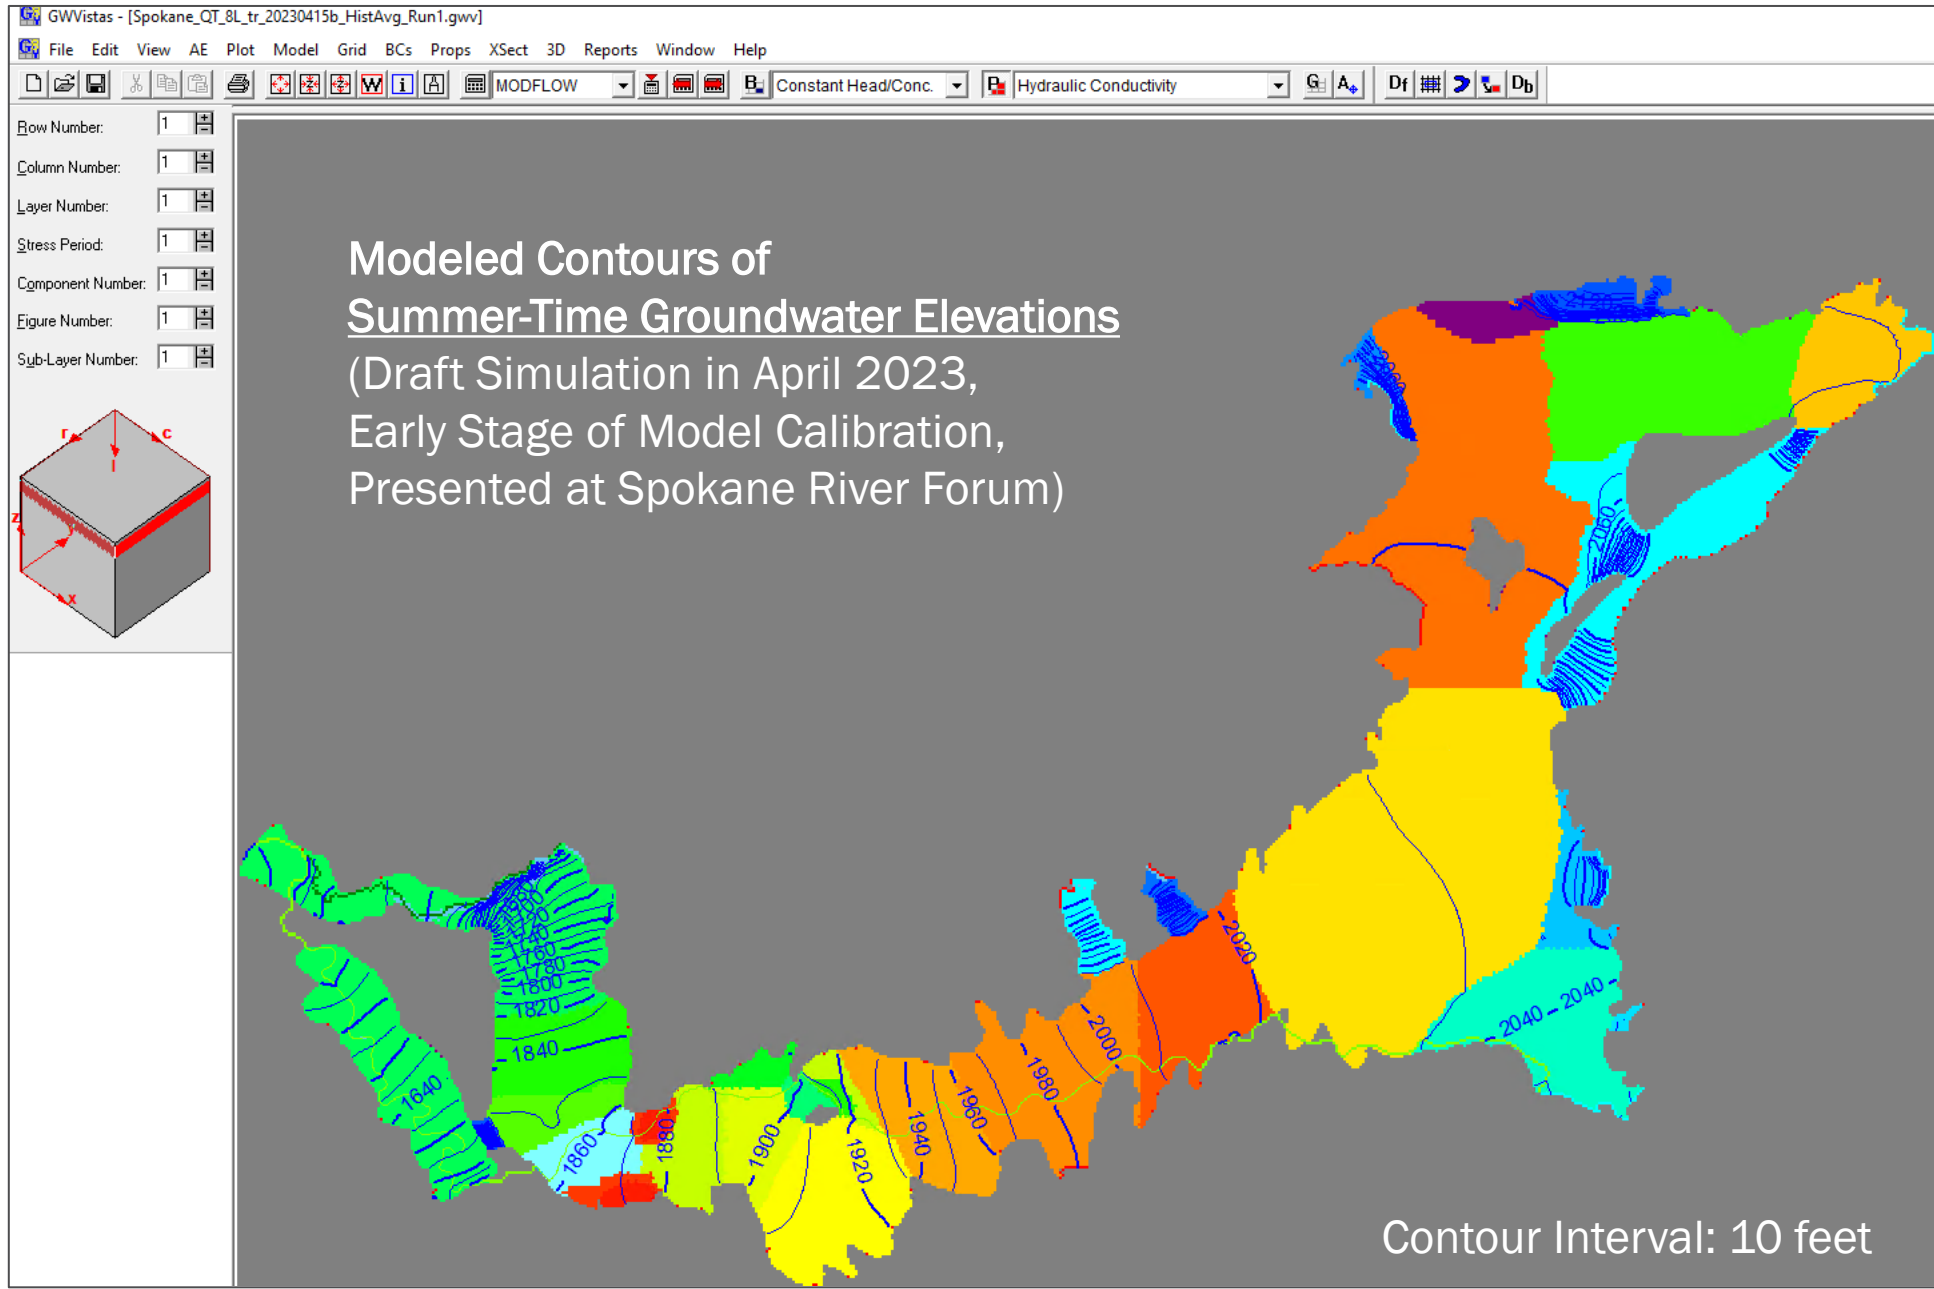 GWVistas - [Spokane_QT_8L_tr_20230415b_HistAvg_Run1.gwv]
File Edit View AE Plot Model Grid BCs Props XSect 3D Reports Window Help
MODFLOW B Constant Head/Conc. P Hydraulic Conductivity G A Df Db
Row Number: 1
Column Number: 1
Layer Number: 1
Stress Period: 1
Component Number: 1
Figure Number: 1
Sub-Layer Number: 1
r c
l
z
y
x
Modeled Contours of
Summer-Time Groundwater Elevations
(Draft Simulation in April 2023,
Early Stage of Model Calibration,
Presented at Spokane River Forum)
2060
2020
2040 2040
2000
1980
1960
1940
1920
1900
1880
1860
1840
1820
1800
1780
1760
1740
1640
Contour Interval: 10 feet